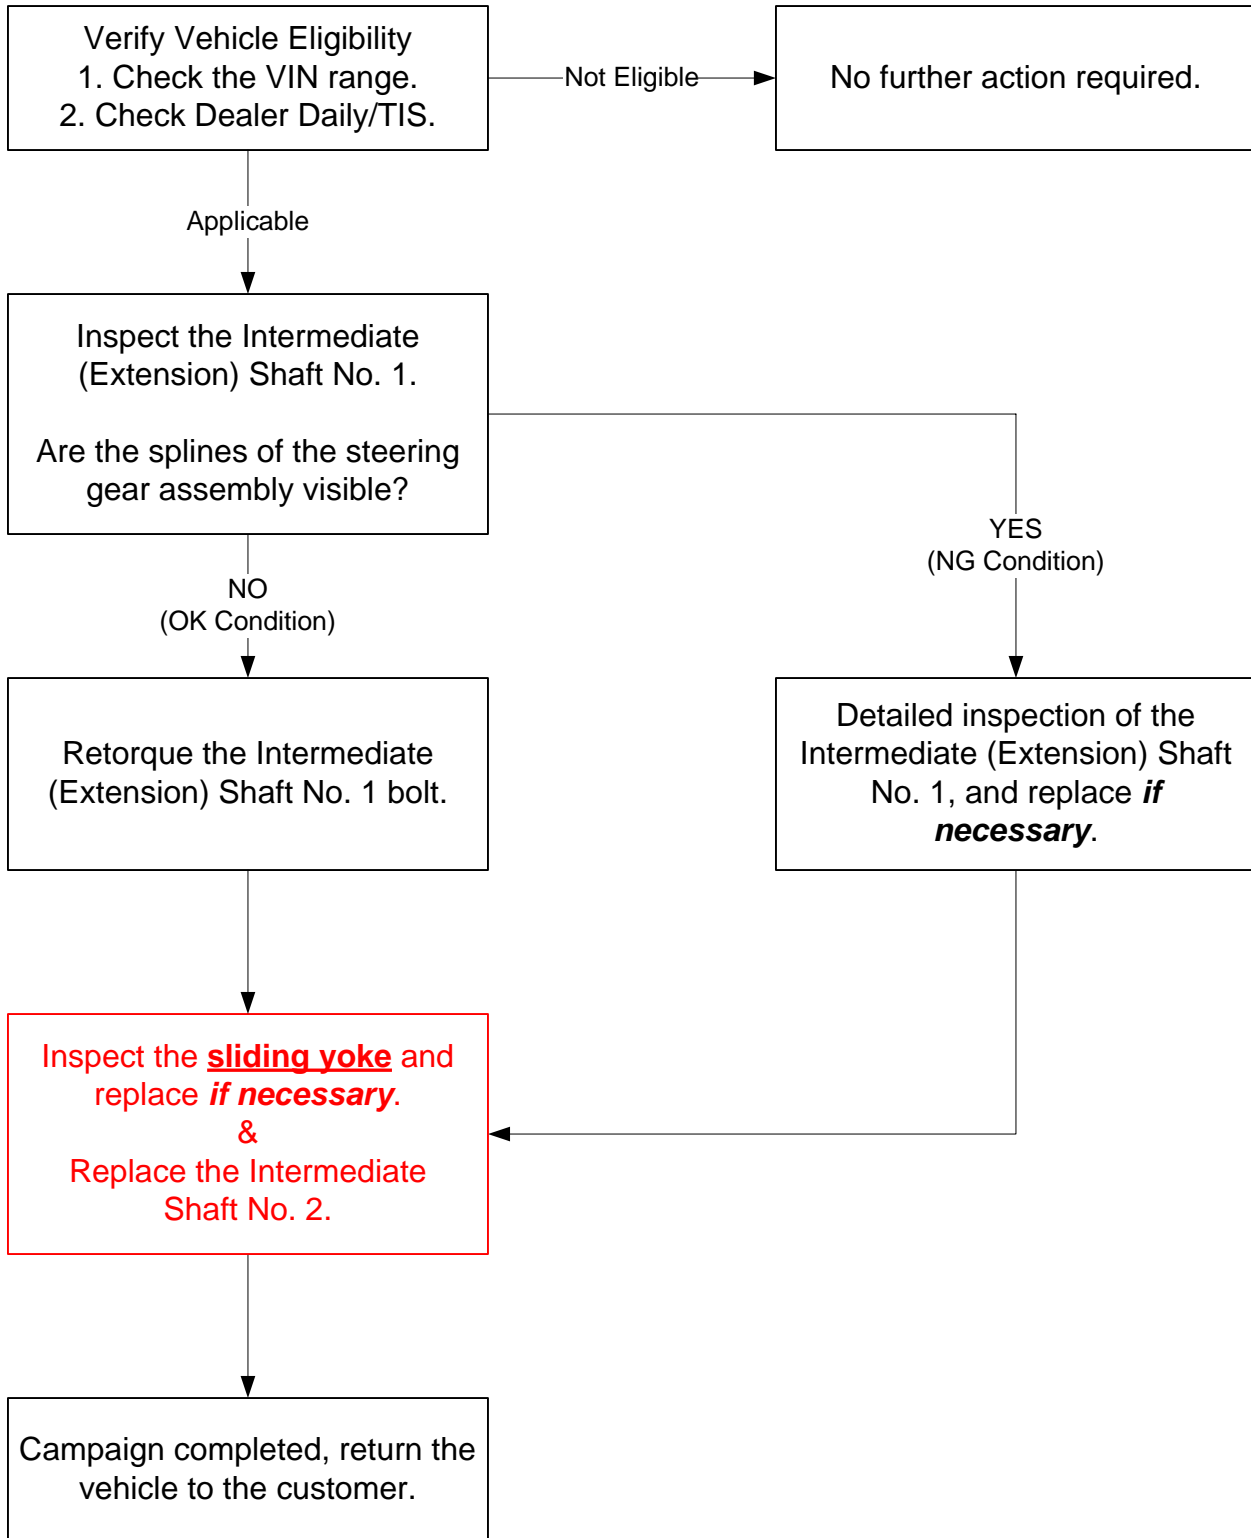 Verify Vehicle Eligibility
1. Check the VIN range.
2. Check Dealer Daily/TIS.
Not Eligible
No further action required.
Applicable
Inspect the Intermediate
(Extension) Shaft No. 1.
Are the splines of the steering
gear assembly visible?
YES
(NG Condition)
NO
(OK Condition)
Retorque the Intermediate
(Extension) Shaft No. 1 bolt.
Detailed inspection of the
Intermediate (Extension) Shaft
No. 1, and replace if
necessary.
Inspect the sliding yoke and
replace if necessary.
&
Replace the Intermediate
Shaft No. 2.
Campaign completed, return the
vehicle to the customer.